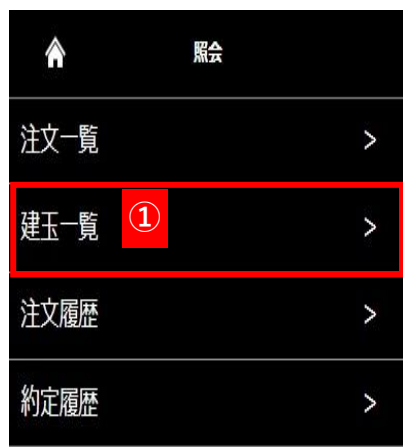 照会
注文一覧 >
建玉一覧 ① >
注文履歴 >
約定履歴 >